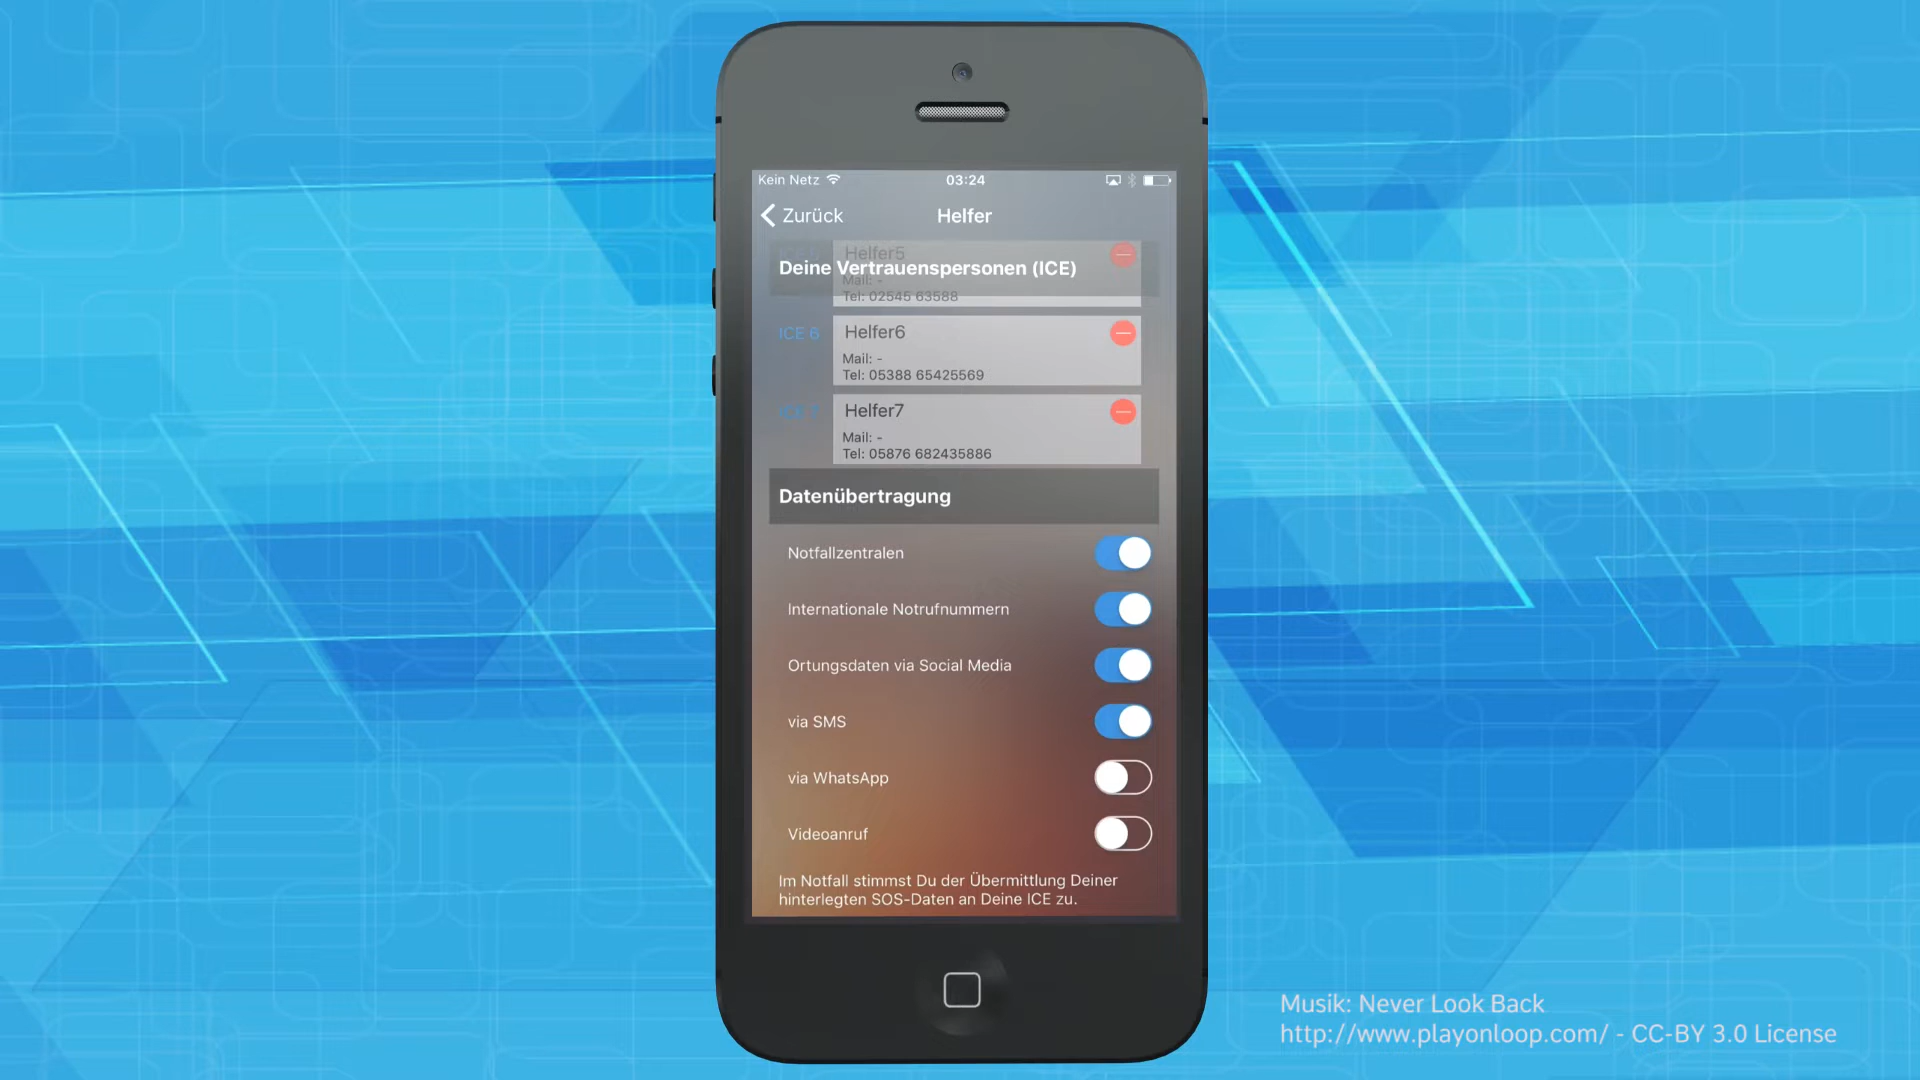 Kein Netz
03:24
Zurück
Helfer
Helfer5
Deine Vertrauenspersonen (ICE)
Mail: -
Tel: 02545 63588
ICE 6
Helfer6
Mail: -
Tel: 05388 65425569
ICE 7
Helfer7
Mail: -
Tel: 05876 682435886
Datenübertragung
Notfallzentralen
Internationale Notrufnummern
Ortungsdaten via Social Media
via SMS
via WhatsApp
Videoanruf
Im Notfall stimmst Du der Übermittlung Deiner
hinterlegten SOS-Daten an Deine ICE zu.
Musik: Never Look Back
http://www.playonloop.com/ - CC-BY 3.0 License